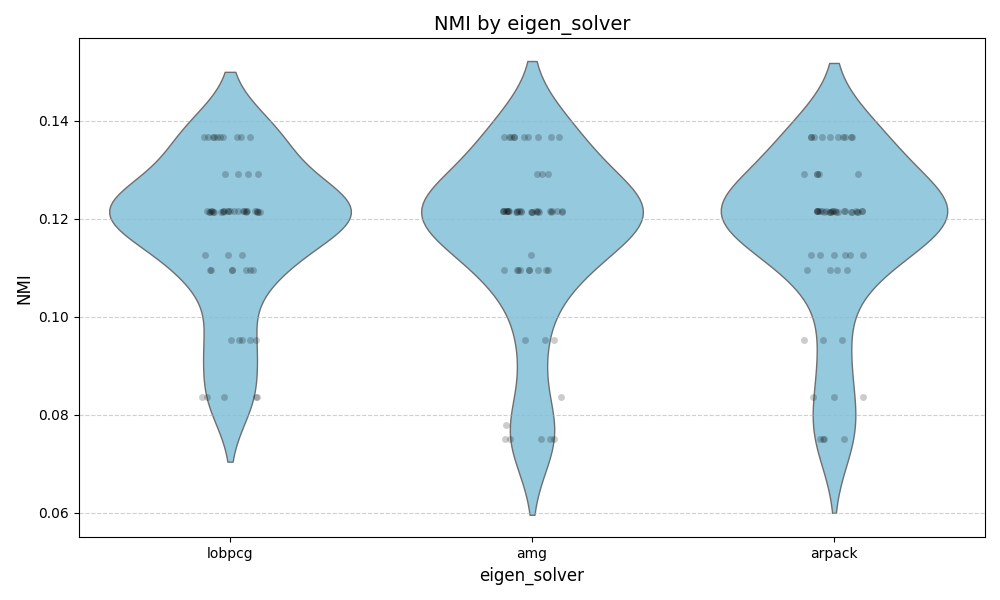 NMI by eigen_solver
NMI
0.14
0.12
0.10
0.08
0.06
lobpcg
amg
arpack
eigen_solver